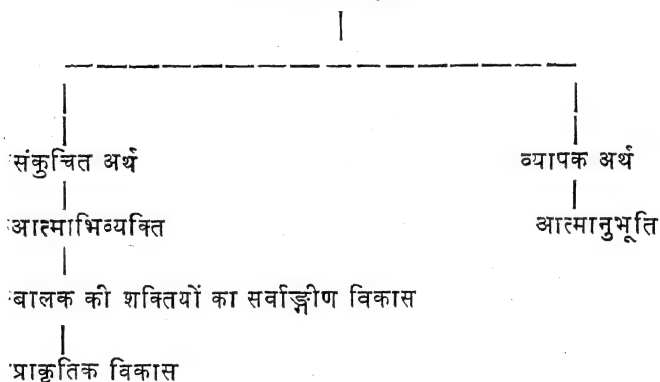 संकुचित अर्थ व्यापक अर्थ
आत्माभिव्यक्ति आत्मानुभूति
बालक की शक्तियों का सर्वाङ्गीण विकास
प्राकृतिक विकास